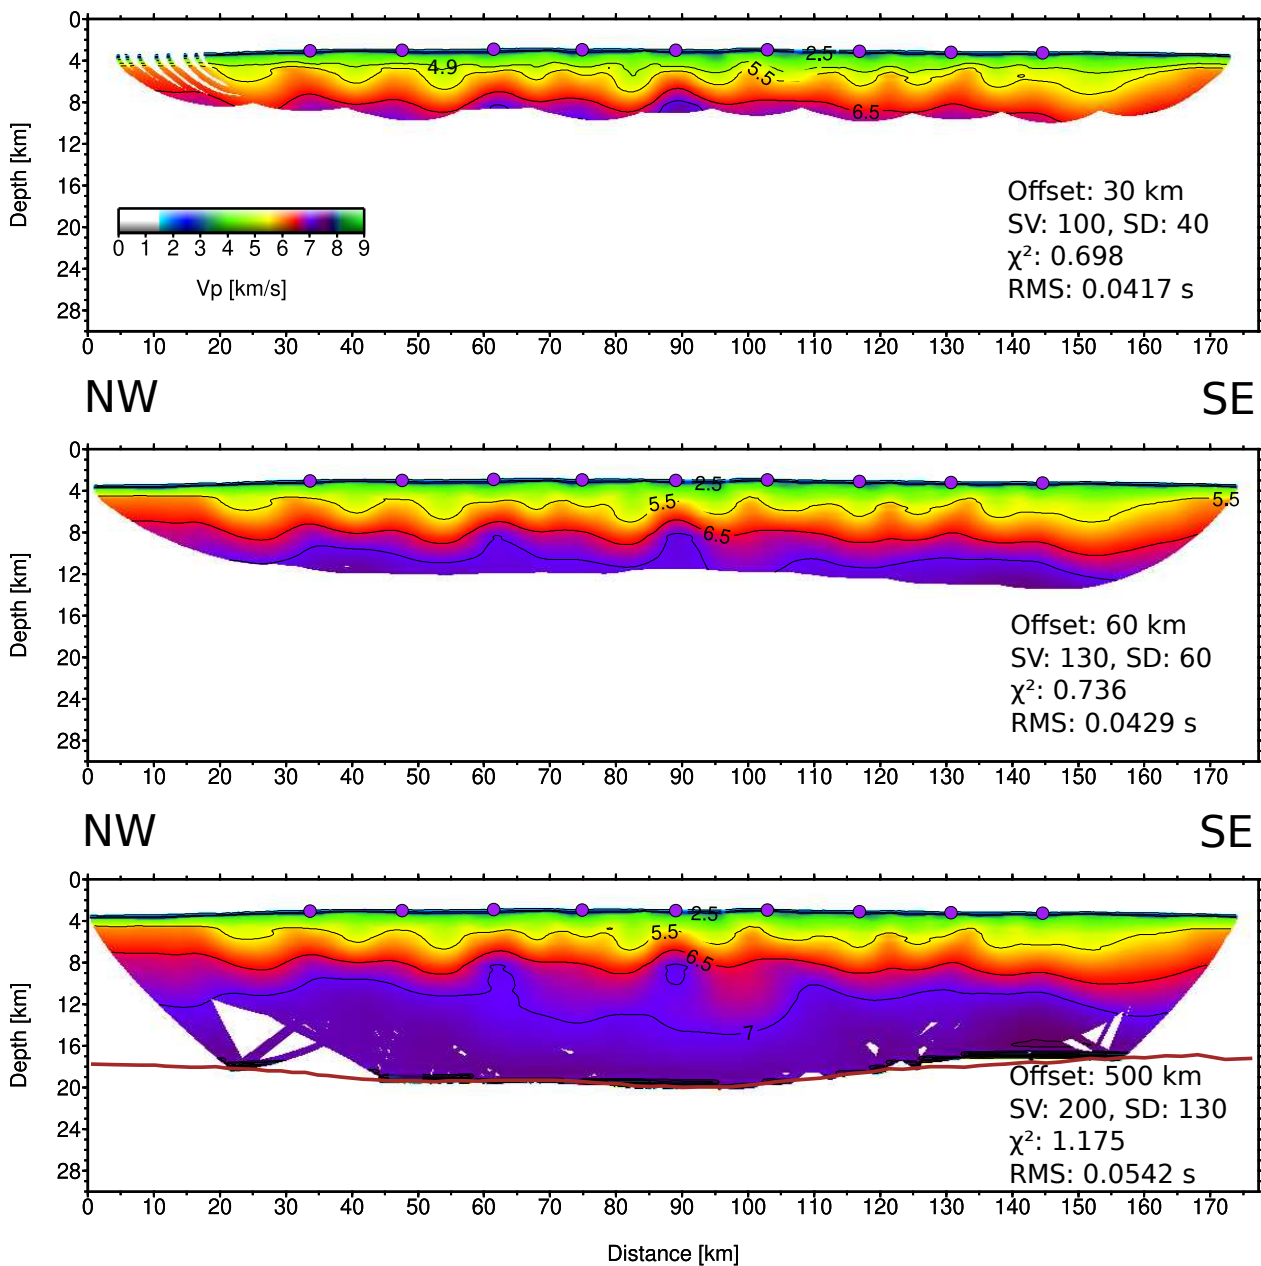 0
4
8
12
16
20
24
28
Depth [km]
2.5
4.9
5.5
6.5
0 1 2 3 4 5 6 7 8 9
Vp [km/s]
Offset: 30 km
SV: 100, SD: 40
χ²: 0.698
RMS: 0.0417 s
0 10 20 30 40 50 60 70 80 90 100 110 120 130 140 150 160 170
NW SE
0
4
8
12
16
20
24
28
Depth [km]
2.5
5.5
5.5
6.5
Offset: 60 km
SV: 130, SD: 60
χ²: 0.736
RMS: 0.0429 s
0 10 20 30 40 50 60 70 80 90 100 110 120 130 140 150 160 170
NW SE
0
4
8
12
16
20
24
28
Depth [km]
2.5
5.5
6.5
7
Offset: 500 km
SV: 200, SD: 130
χ²: 1.175
RMS: 0.0542 s
0 10 20 30 40 50 60 70 80 90 100 110 120 130 140 150 160 170
Distance [km]